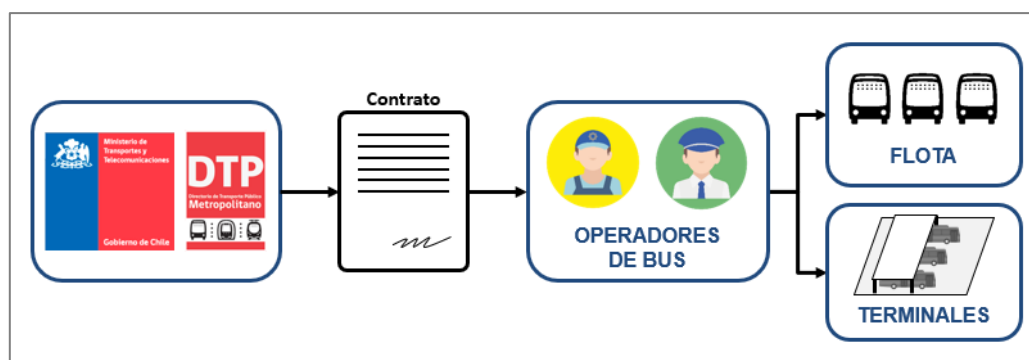 Contrato
Ministerio de
Transportes y
Telecomunicaciones
Gobierno de Chile
DTP
Directorio de Transporte Público
Metropolitano
OPERADORES
DE BUS
FLOTA
TERMINALES